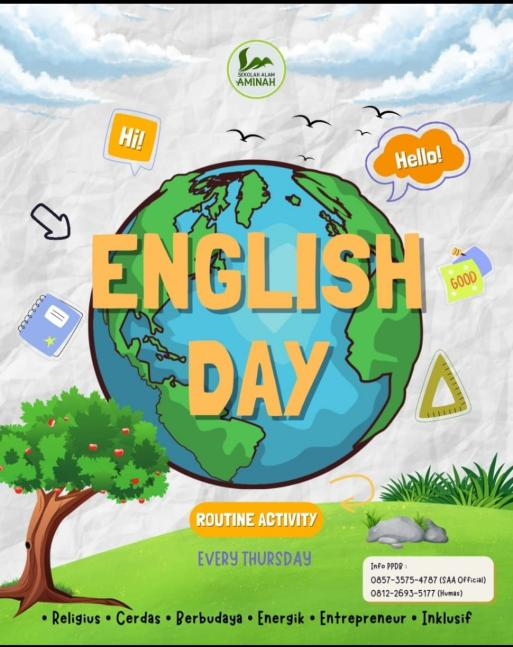 SEKOLAH ALAM
AMINAH
Hi!
Hello!
ENGLISH
DAY
GOOD
ROUTINE ACTIVITY
EVERY THURSDAY
Info PPDB :
0857-3575-4787 (SAA Official)
0812-2693-5177 (Humas)
• Religius • Cerdas • Berbudaya • Energik • Entrepreneur • Inklusif